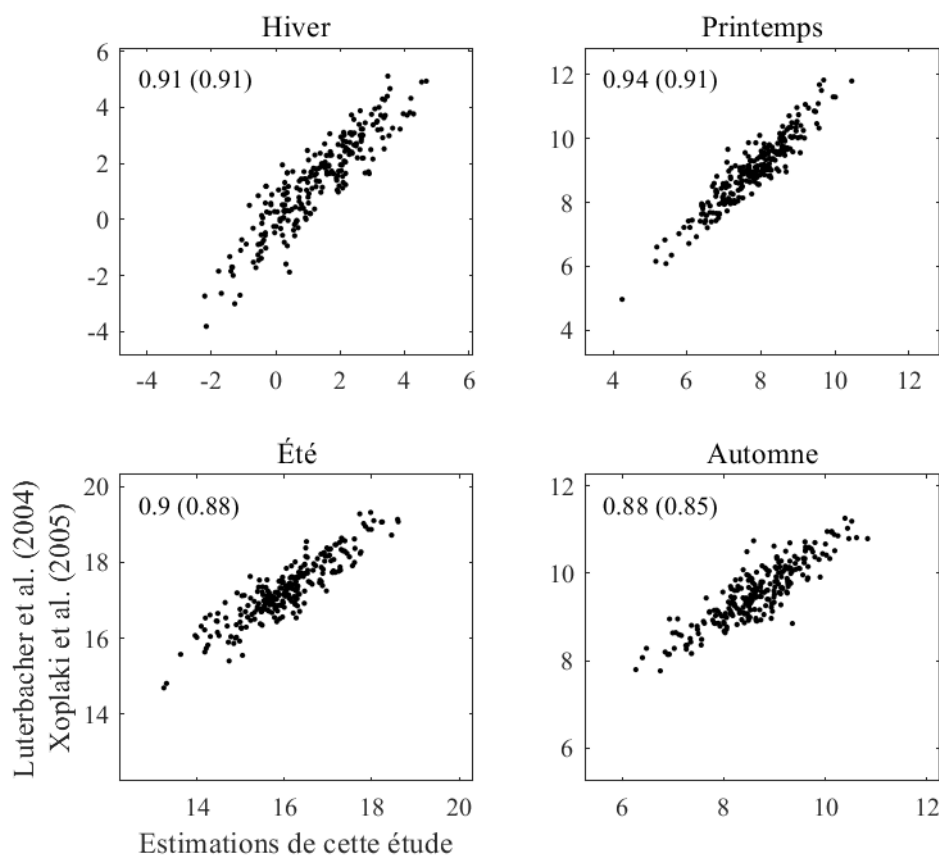 Hiver
0.91 (0.91)
6
4
2
0
-2
-4
-4 -2 0 2 4 6
Printemps
0.94 (0.91)
12
10
8
6
4
4 6 8 10 12
Été
0.9 (0.88)
20
18
16
14
14 16 18 20
Automne
0.88 (0.85)
12
10
8
6
6 8 10 12
Luterbacher et al. (2004)
Xoplaki et al. (2005)
Estimations de cette étude